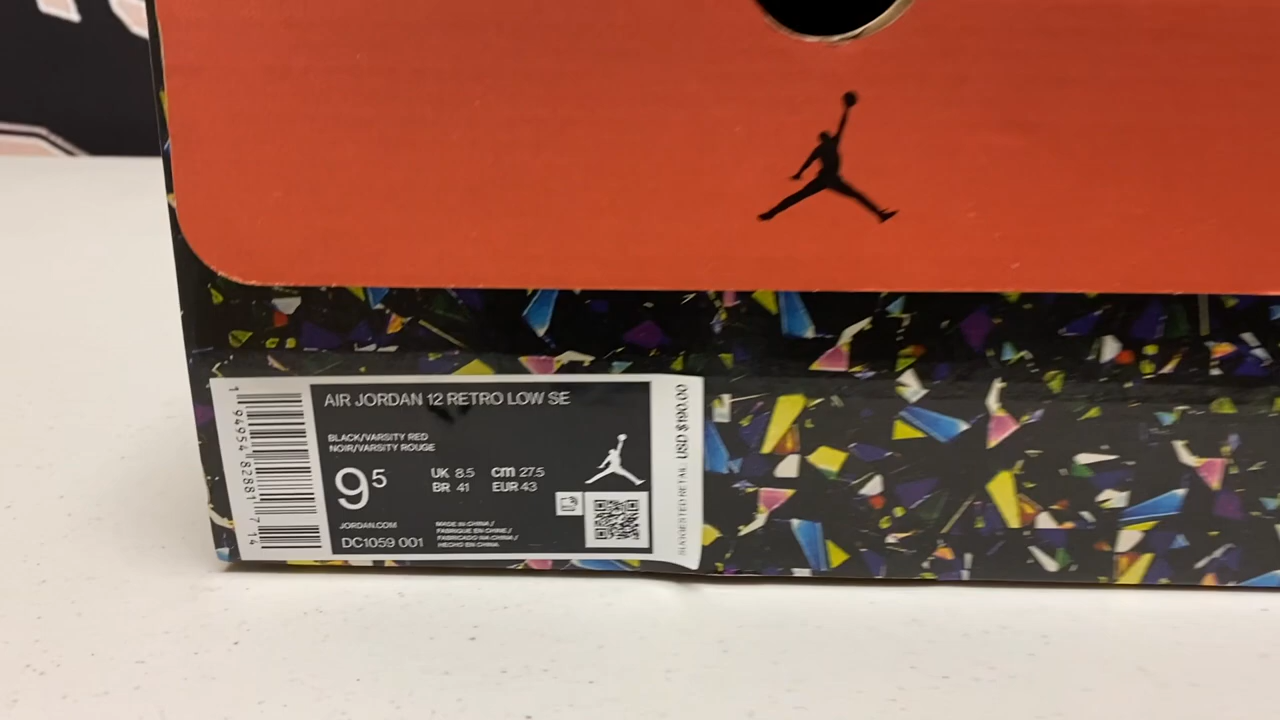 AIR JORDAN 12 RETRO LOW SE
BLACK/VARSITY RED
NOIR/VARSITY ROUGE
9 5
UK 8.5 cm 27.5
BR 41 EUR 43
JORDAN.COM
DC1059 001
MADE IN CHINA /
FABRIQUE EN CHINE /
FABRICADO NA CHINA /
HECHO EN CHINA
SUGGESTED RETAIL: USD $190.00
1 94954 82881 7 14